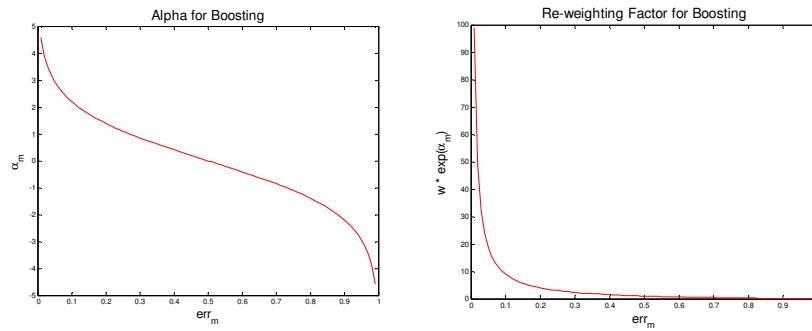 Alpha for Boosting
5
4
3
2
1
0
-1
-2
-3
-4
-5
α_m
0 0.1 0.2 0.3 0.4 0.5 0.6 0.7 0.8 0.9 1
err_m
Re-weighting Factor for Boosting
100
90
80
70
60
50
40
30
20
10
0
w * exp(α_m)
0 0.1 0.2 0.3 0.4 0.5 0.6 0.7 0.8 0.9
err_m